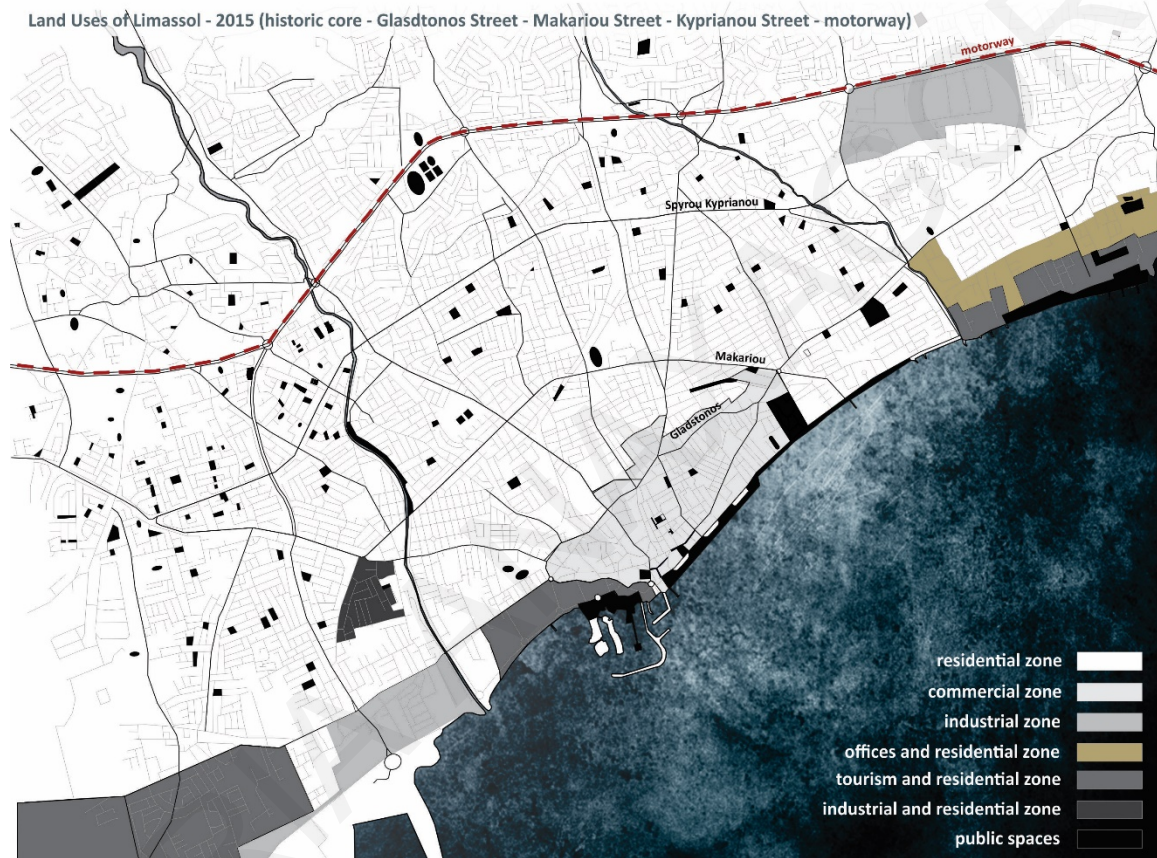 Land Uses of Limassol - 2015 (historic core - Glasdtonos Street - Makariou Street - Kyprianou Street - motorway)
motorway
Spyrou Kyprianou
Makariou
Gladstonos
residential zone
commercial zone
industrial zone
offices and residential zone
tourism and residential zone
industrial and residential zone
public spaces